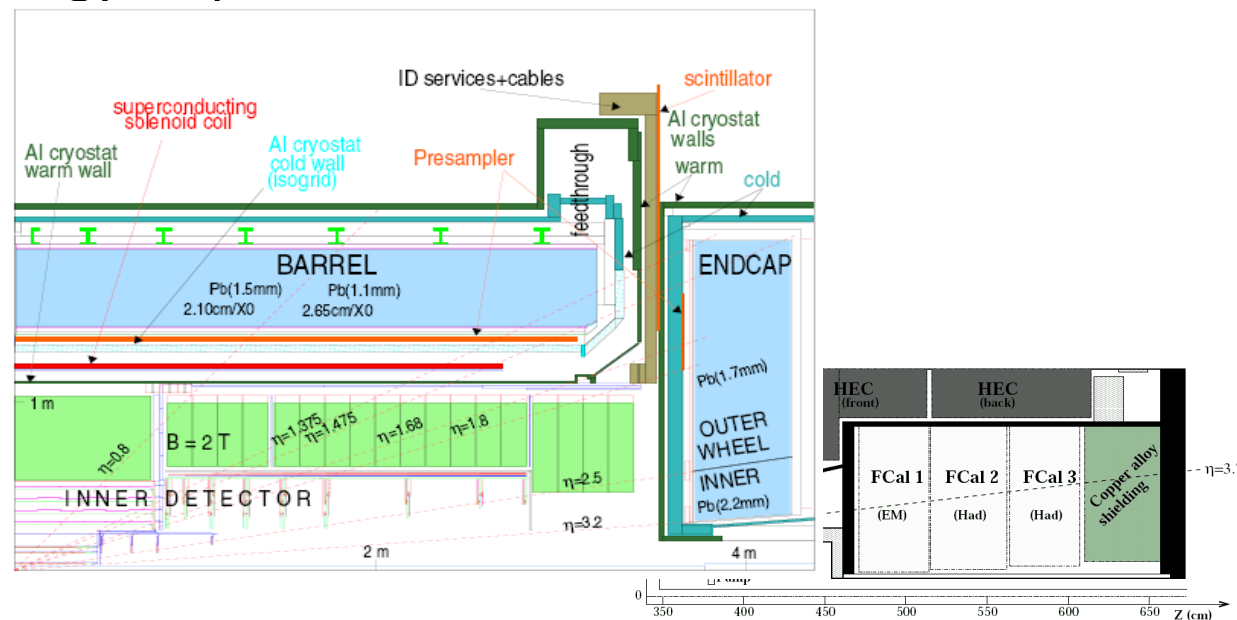 ID services+cables
scintillator
superconducting
solenoid coil
Al cryostat
warm wall
Al cryostat
cold wall
(isogrid)
Presampler
Al cryostat
walls
warm
cold
feedthrough
BARREL
Pb(1.5mm)
Pb(1.1mm)
2.10cm/X0
2.65cm/X0
ENDCAP
Pb(1.7mm)
OUTER
WHEEL
INNER
Pb(2.2mm)
1 m
η=0.8
B = 2 T
η=1.375
η=1.475
η=1.68
η=1.8
η=2.5
INNER DETECTOR
η=3.2
2 m
4 m
HEC
(front)
HEC
(back)
FCal 1
(EM)
FCal 2
(Had)
FCal 3
(Had)
Copper alloy
shielding
0
350
400
450
500
550
600
650
Z (cm)